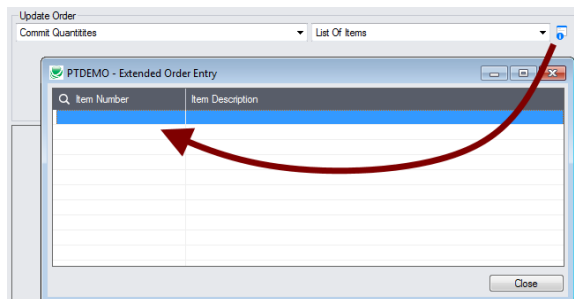 Update Order
Commit Quantitites List Of Items
PTDEMO - Extended Order Entry
Item Number Item Description
Close